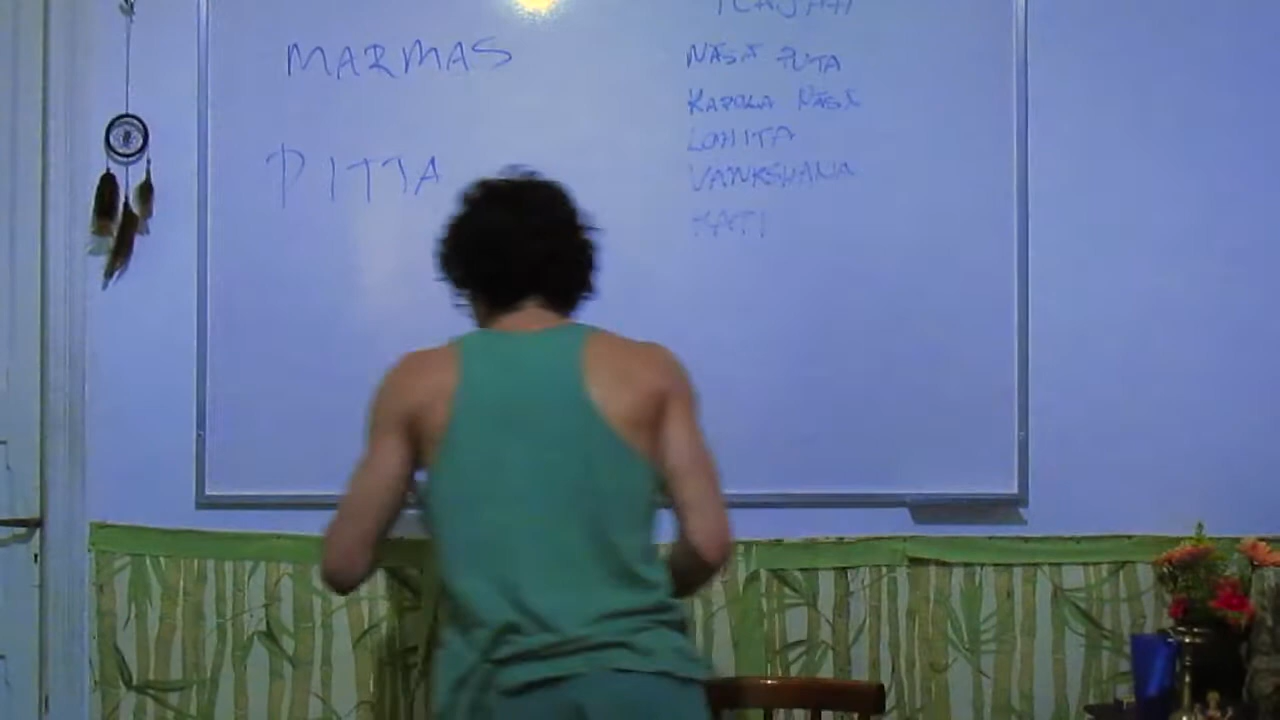 MARMAS
PITTA
NASA PUTA
KAPOLA NASA
LOHITA
VANKSHANA
KATI